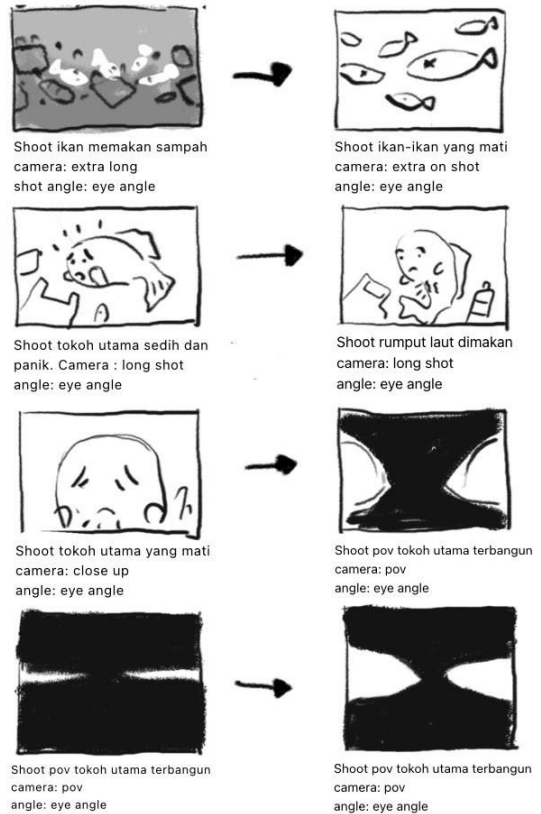 Shoot ikan memakan sampah
camera: extra long
shot angle: eye angle
Shoot ikan-ikan yang mati
camera: extra on shot
angle: eye angle
Shoot tokoh utama sedih dan
panik. Camera : long shot
angle: eye angle
Shoot rumput laut dimakan
camera: long shot
angle: eye angle
Shoot tokoh utama yang mati
camera: close up
angle: eye angle
Shoot pov tokoh utama terbangun
camera: pov
angle: eye angle
Shoot pov tokoh utama terbangun
camera: pov
angle: eye angle
Shoot pov tokoh utama terbangun
camera: pov
angle: eye angle